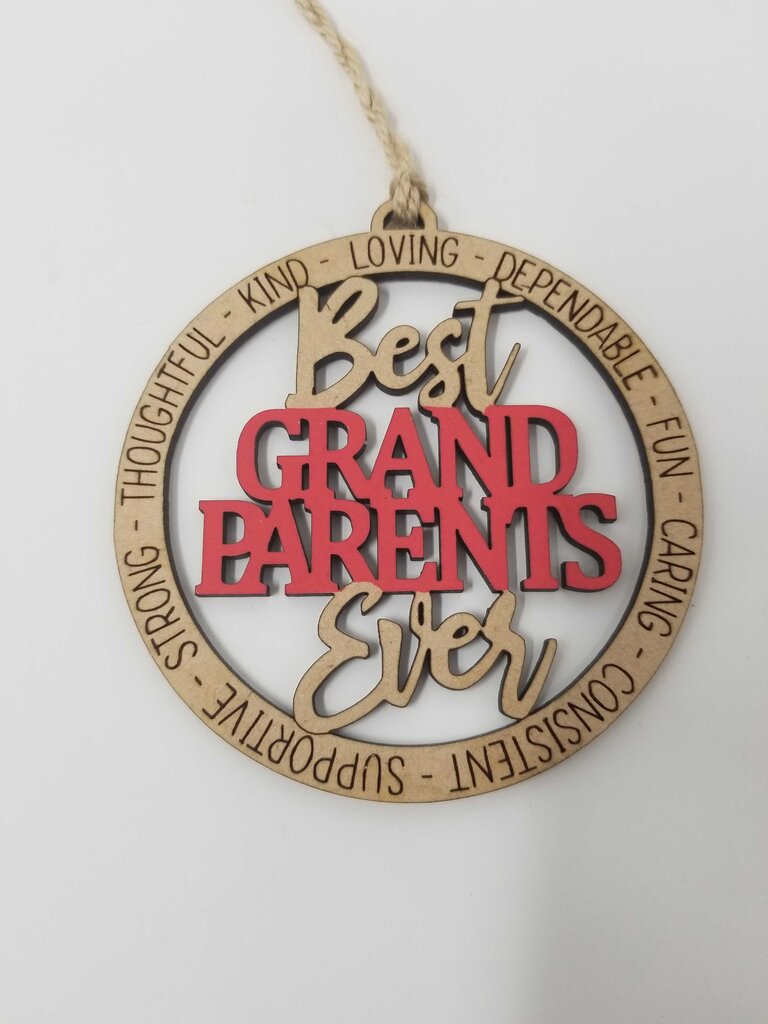 Best
GRAND
PARENTS
Ever
LOVING - DEPENDABLE - FUN - CARING - CONSISTENT - SUPPORTIVE - STRONG - THOUGHTFUL - KIND -